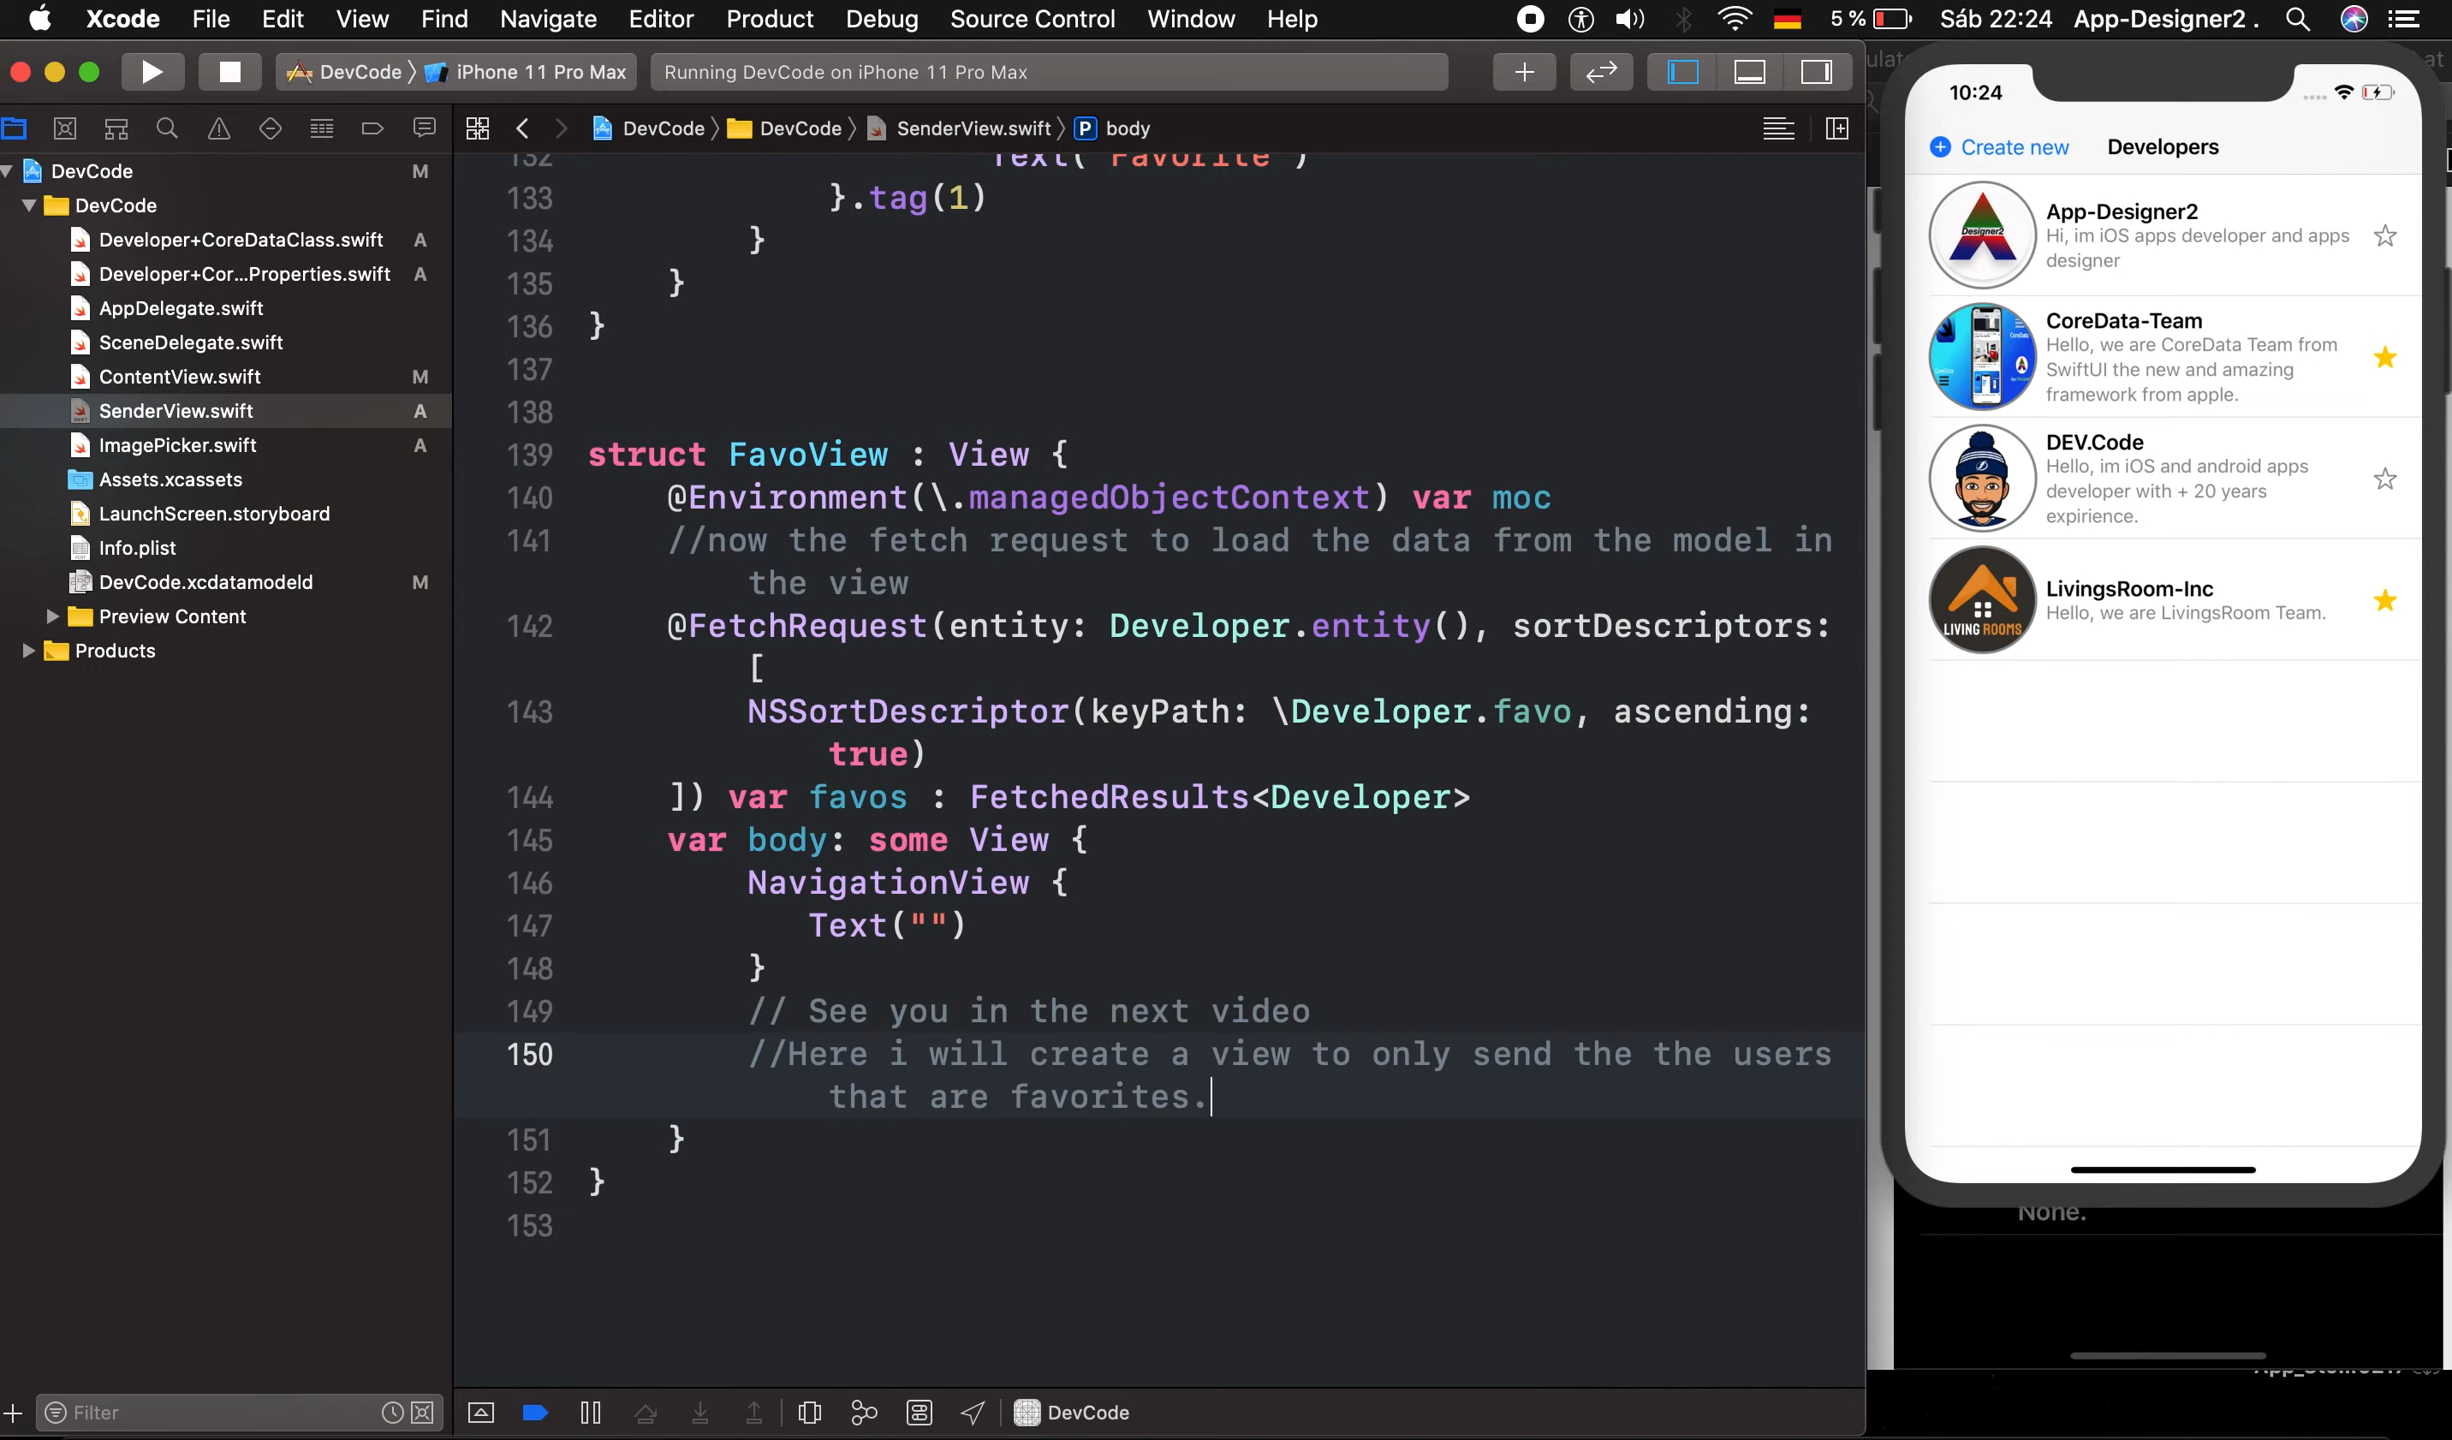 Xcode File Edit View Find Navigate Editor Product Debug Source Control Window Help 5 % Sáb 22:24 App-Designer2 .
DevCode iPhone 11 Pro Max Running DevCode on iPhone 11 Pro Max
DevCode DevCode SenderView.swift P body
DevCode M
DevCode
Developer+CoreDataClass.swift A
Developer+Cor...Properties.swift A
AppDelegate.swift
SceneDelegate.swift
ContentView.swift M
SenderView.swift A
ImagePicker.swift A
Assets.xcassets
LaunchScreen.storyboard
Info.plist
DevCode.xcdatamodeld M
Preview Content
Products
Filter
132 Text("Favorite")
133 }.tag(1)
134 }
135 }
136 }
137
138
139 struct FavoView : View {
140 @Environment(\.managedObjectContext) var moc
141 //now the fetch request to load the data from the model in
the view
142 @FetchRequest(entity: Developer.entity(), sortDescriptors:
[
143 NSSortDescriptor(keyPath: \Developer.favo, ascending:
true)
144 ]) var favos : FetchedResults<Developer>
145 var body: some View {
146 NavigationView {
147 Text("")
148 }
149 // See you in the next video
150 //Here i will create a view to only send the the users
that are favorites.
151 }
152 }
153
DevCode
10:24
Create new Developers
Designer2
App-Designer2
Hi, im iOS apps developer and apps
designer
CoreData-Team
Hello, we are CoreData Team from
SwiftUI the new and amazing
framework from apple.
DEV.Code
Hello, im iOS and android apps
developer with + 20 years
expirience.
LIVING ROOMS
LivingsRoom-Inc
Hello, we are LivingsRoom Team.
None.